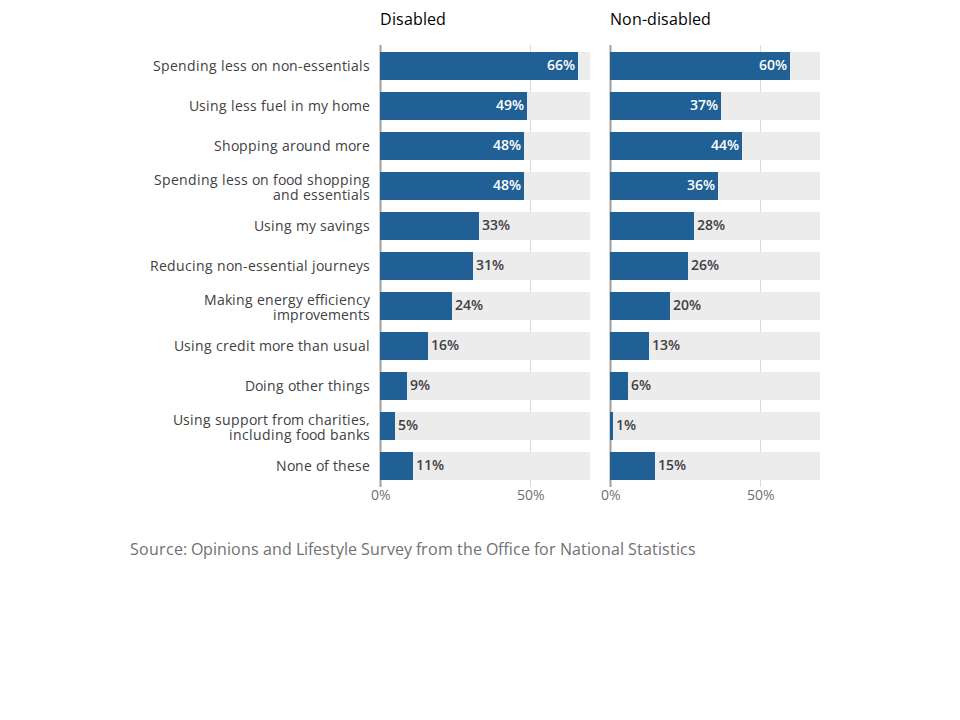 Disabled Non-disabled
Spending less on non-essentials 66% 60%
Using less fuel in my home 49% 37%
Shopping around more 48% 44%
Spending less on food shopping
and essentials 48% 36%
Using my savings 33% 28%
Reducing non-essential journeys 31% 26%
Making energy efficiency
improvements 24% 20%
Using credit more than usual 16% 13%
Doing other things 9% 6%
Using support from charities,
including food banks 5% 1%
None of these 11% 15%
0% 50% 0% 50%
Source: Opinions and Lifestyle Survey from the Office for National Statistics